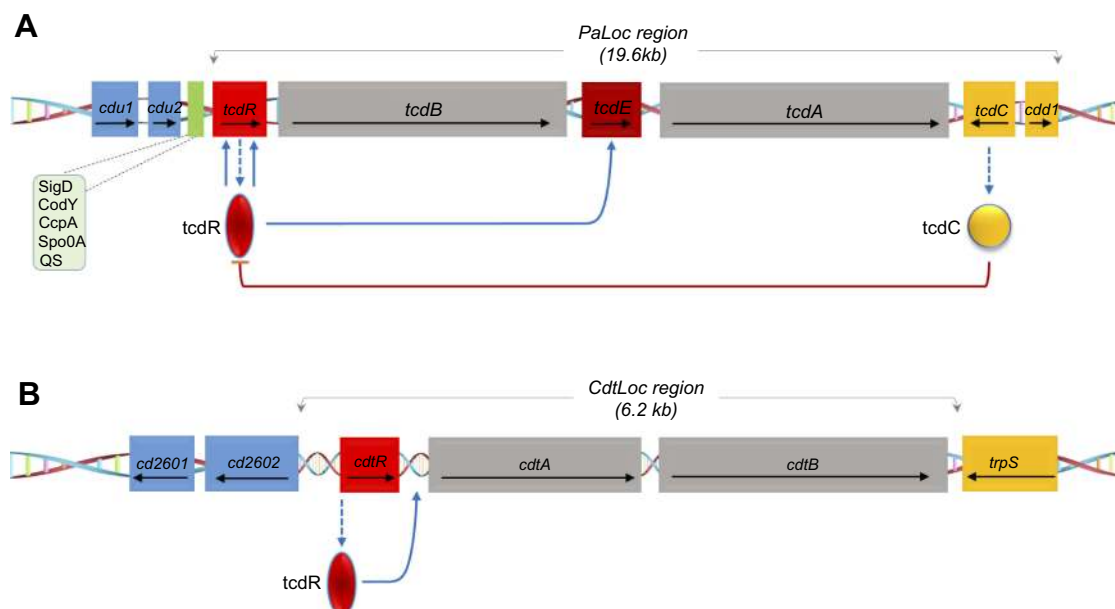 A
PaLoc region
(19.6kb)
cdu1
cdu2
tcdR
tcdB
tcdE
tcdA
tcdC
cdd1
SigD
CodY
CcpA
Spo0A
QS
tcdR
tcdC
B
CdtLoc region
(6.2 kb)
cd2601
cd2602
cdtR
cdtA
cdtB
trpS
tcdR